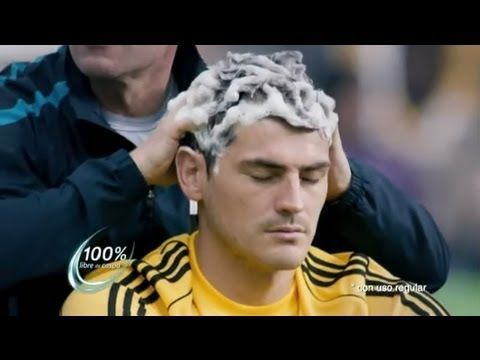 100%
libre de caspa
* con uso regular